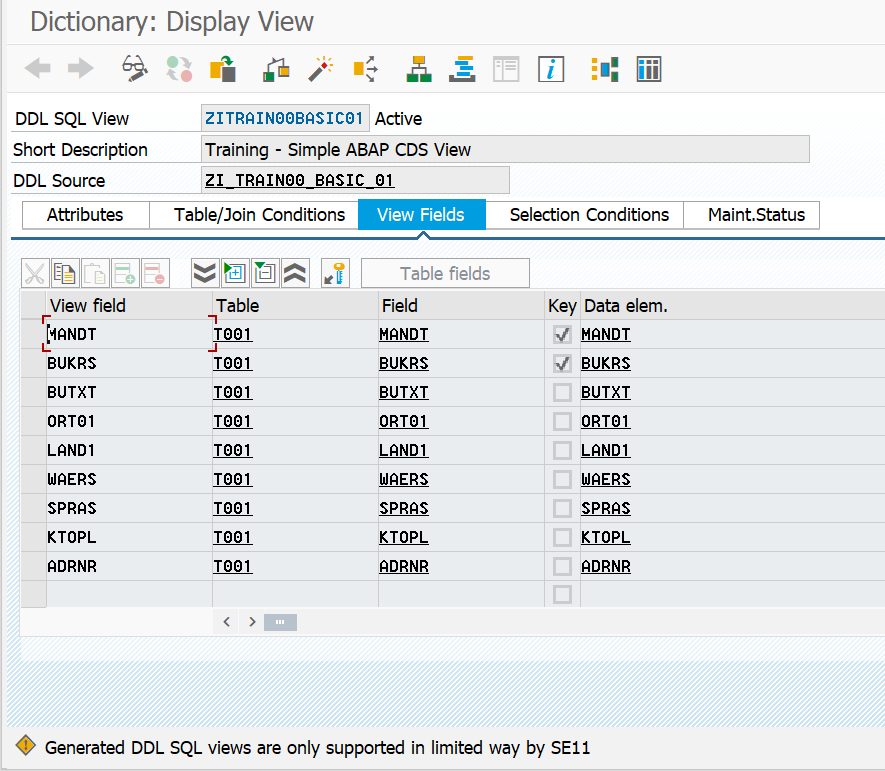 Dictionary: Display View
DDL SQL View ZITRAIN00BASIC01 Active
Short Description Training - Simple ABAP CDS View
DDL Source ZI_TRAIN00_BASIC_01
Attributes Table/Join Conditions View Fields Selection Conditions Maint.Status
Table fields
View field Table Field Key Data elem.
MANDT T001 MANDT MANDT
BUKRS T001 BUKRS BUKRS
BUTXT T001 BUTXT BUTXT
ORT01 T001 ORT01 ORT01
LAND1 T001 LAND1 LAND1
WAERS T001 WAERS WAERS
SPRAS T001 SPRAS SPRAS
KTOPL T001 KTOPL KTOPL
ADRNR T001 ADRNR ADRNR
Generated DDL SQL views are only supported in limited way by SE11